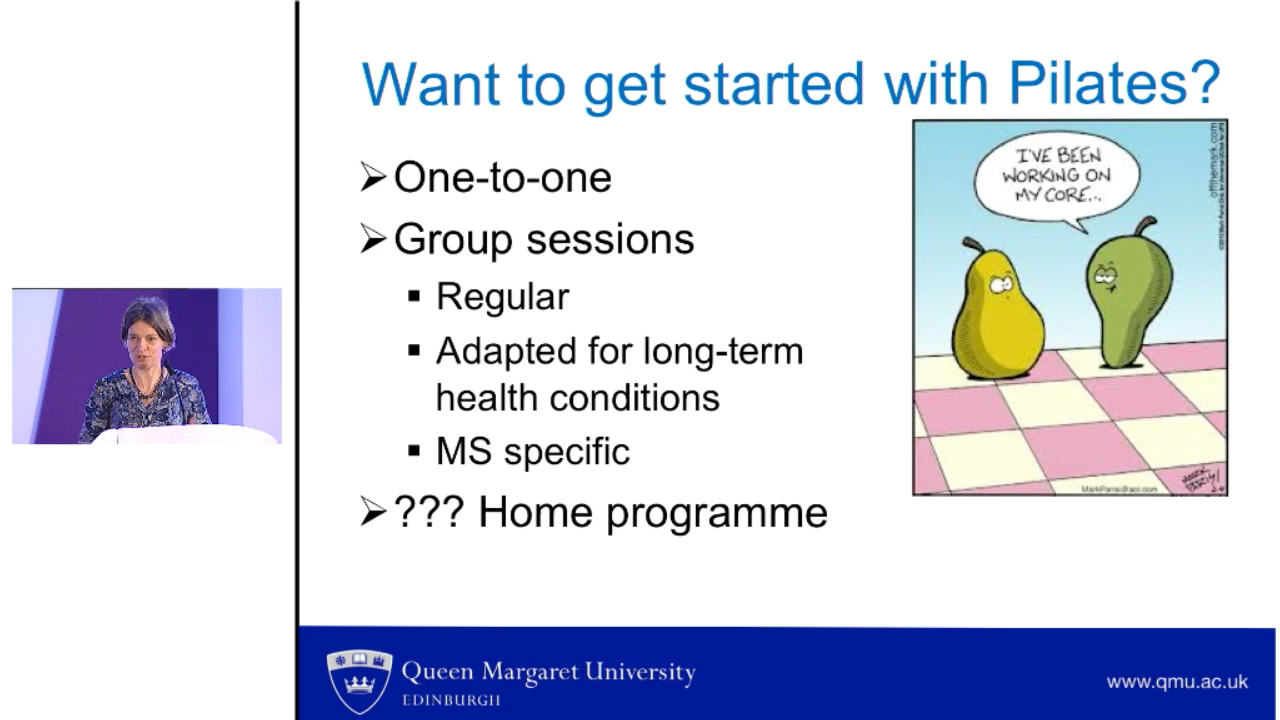 Want to get started with Pilates?
➢One-to-one
➢Group sessions
▪ Regular
▪ Adapted for long-term
health conditions
▪ MS specific
➢??? Home programme
I'VE BEEN
WORKING ON
MY CORE...
offthemark.com
MARK
PARISI
Queen Margaret University
EDINBURGH
www.qmu.ac.uk